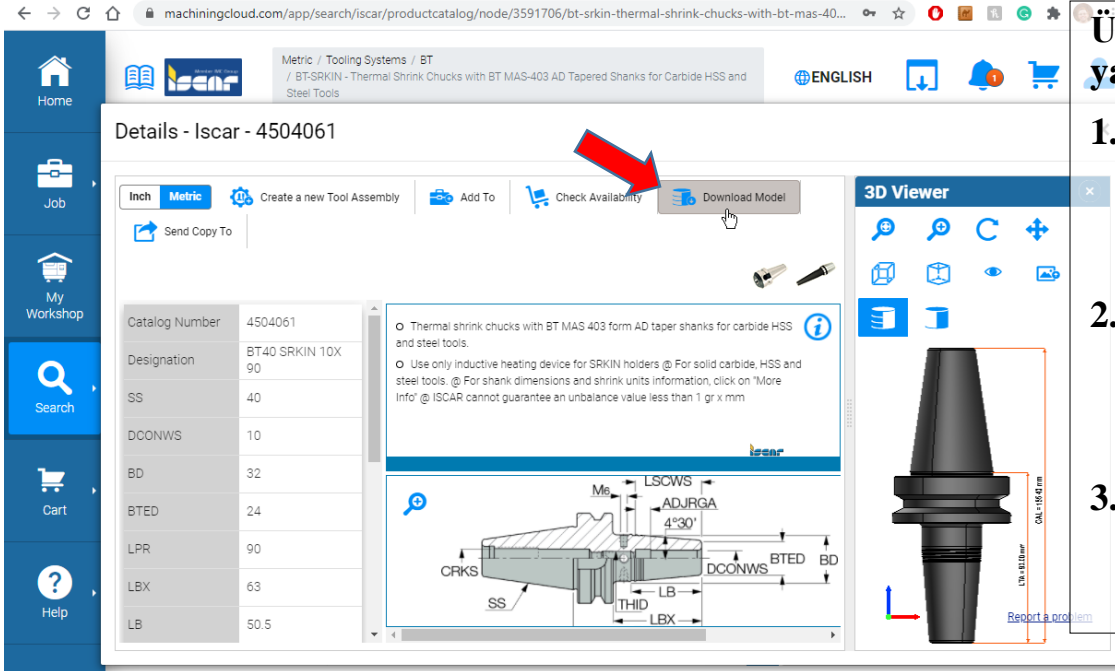 machiningcloud.com/app/search/iscar/productcatalog/node/3591706/bt-srkin-thermal-shrink-chucks-with-bt-mas-40...
Home
Job
My
Workshop
Search
Cart
Help
Member IMC Group
Iscar
Metric / Tooling Systems / BT
/ BT-SRKIN - Thermal Shrink Chucks with BT MAS-403 AD Tapered Shanks for Carbide HSS and
Steel Tools
ENGLISH
1
Details - Iscar - 4504061
Inch Metric
Create a new Tool Assembly
Add To
Check Availability
Download Model
Send Copy To
Catalog Number 4504061
Designation BT40 SRKIN 10X
90
SS 40
DCONWS 10
BD 32
BTED 24
LPR 90
LBX 63
LB 50.5
O Thermal shrink chucks with BT MAS 403 form AD taper shanks for carbide HSS
and steel tools.
O Use only inductive heating device for SRKIN holders @ For solid carbide, HSS and
steel tools. @ For shank dimensions and shrink units information, click on "More
Info" @ ISCAR cannot guarantee an unbalance value less than 1 gr x mm
iscar
LSCWS
M6
ADJRGA
4°30'
BTED
BD
DCONWS
CRKS
LB
SS
THID
LBX
3D Viewer
Report a problem
1.
2.
3.